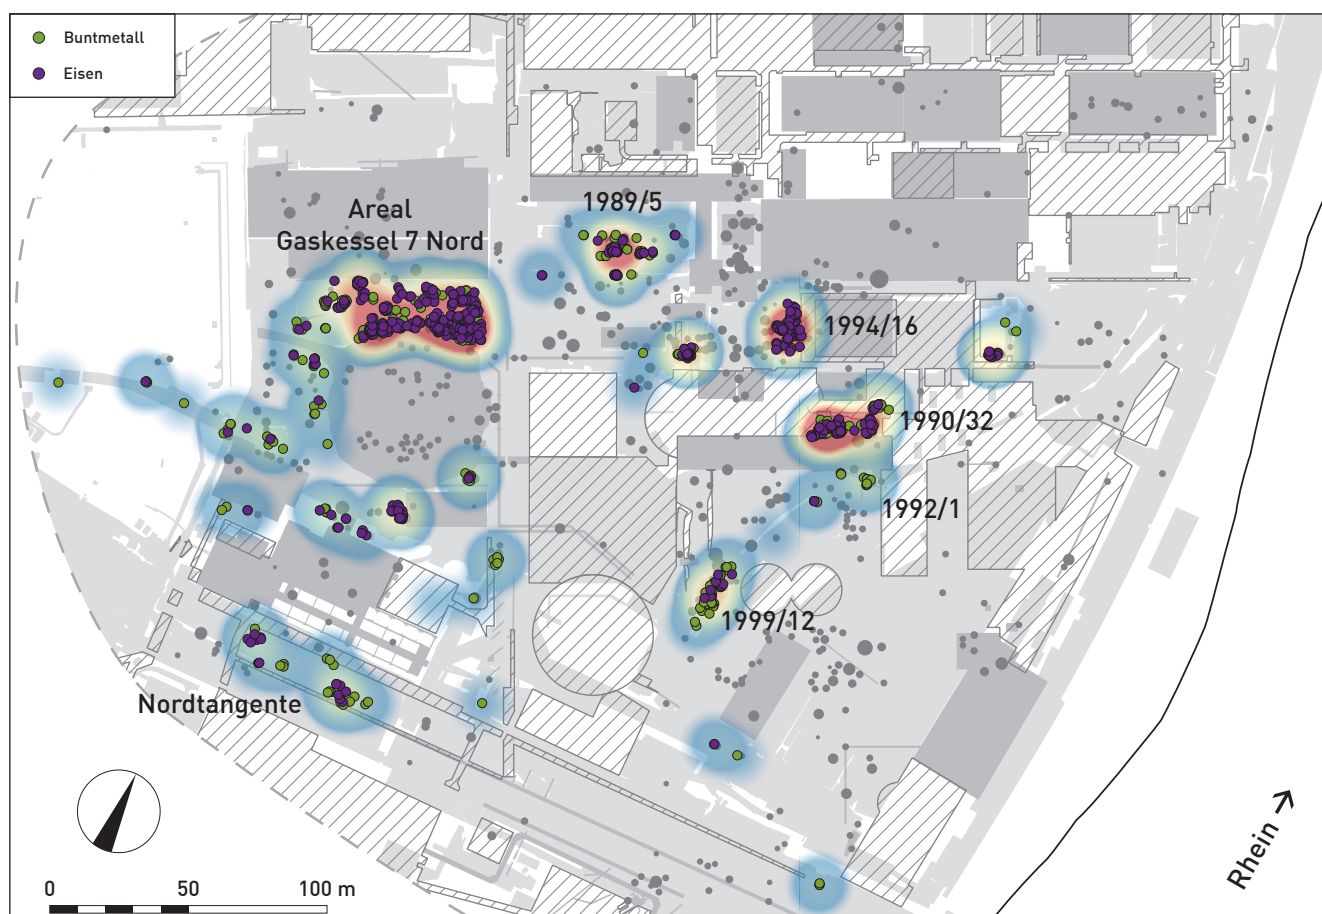 Buntmetall
Eisen
1989/5
Areal
Gaskessel 7 Nord
1994/16
1990/32
1992/1
1999/12
Nordtangente
Rhein
0 50 100 m